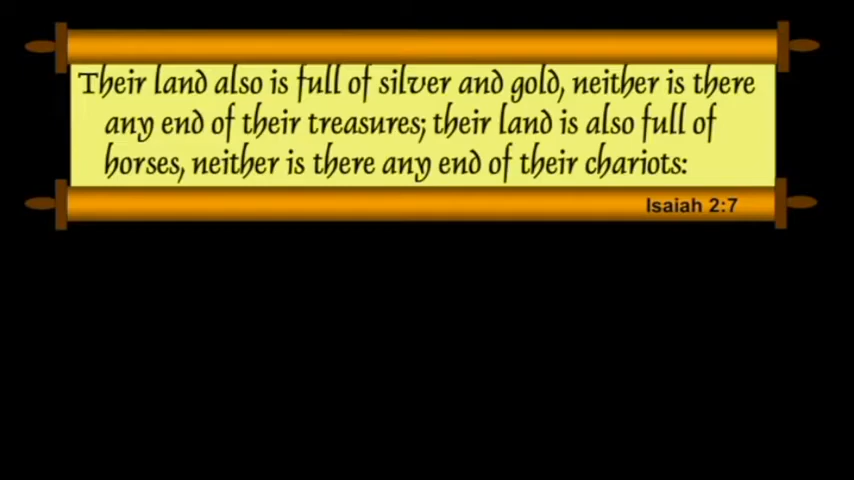 Their land also is full of silver and gold, neither is there
any end of their treasures; their land is also full of
horses, neither is there any end of their chariots:
Isaiah 2:7